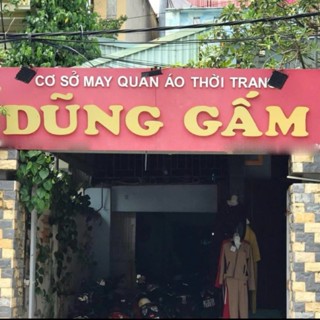 CƠ SỞ MAY QUẦN ÁO THỜI TRANG
DŨNG GẤM